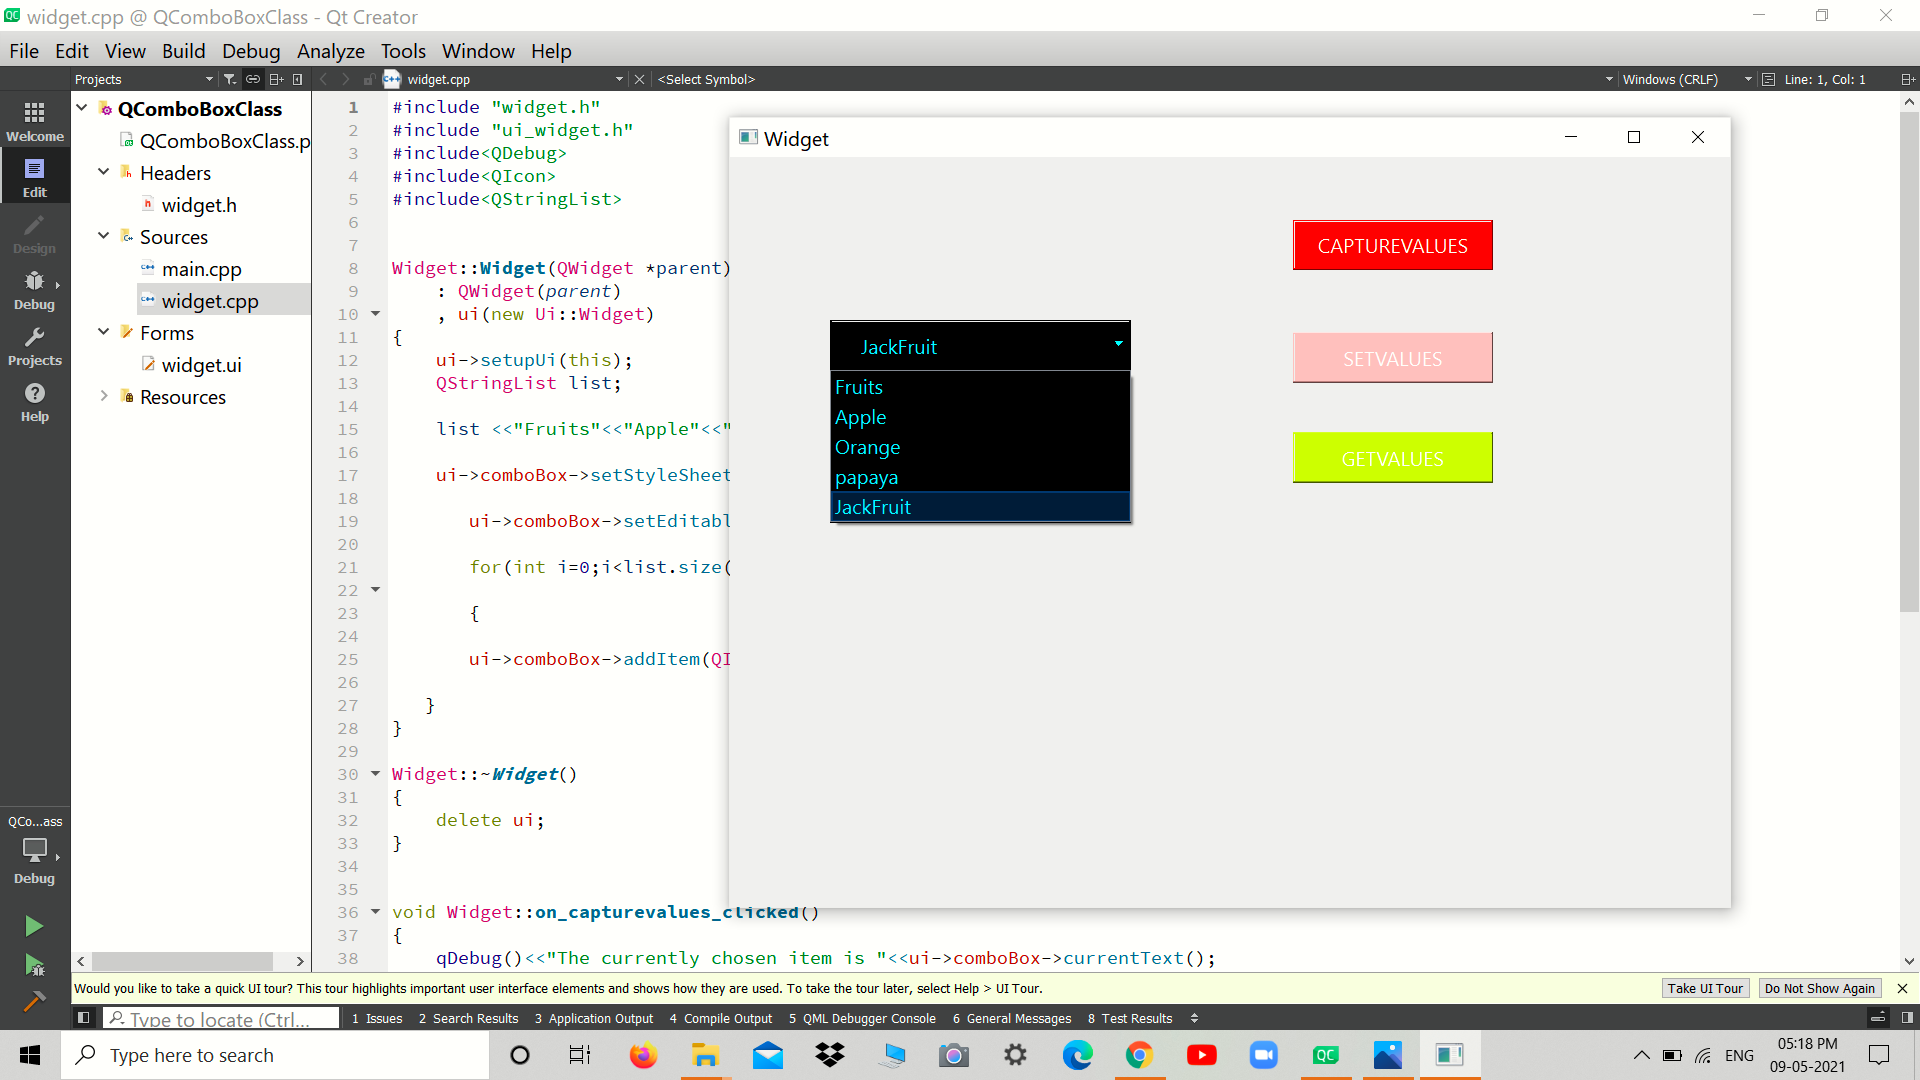 widget.cpp @ QComboBoxClass - Qt Creator
File Edit View Build Debug Analyze Tools Window Help
Projects widget.cpp <Select Symbol> Windows (CRLF) Line: 1, Col: 1
Welcome
Edit
Design
Debug
Projects
Help
QCo...ass
Debug
QComboBoxClass
QComboBoxClass.p
Headers
widget.h
Sources
main.cpp
widget.cpp
Forms
widget.ui
Resources
1 #include "widget.h"
2 #include "ui_widget.h"
3 #include<QDebug>
4 #include<QIcon>
5 #include<QStringList>
6
7
8 Widget::Widget(QWidget *parent)
9 : QWidget(parent)
10 , ui(new Ui::Widget)
11 {
12 ui->setupUi(this);
13 QStringList list;
14
15 list <<"Fruits"<<"Apple"<<"
16
17 ui->comboBox->setStyleSheet
18
19 ui->comboBox->setEditabl
20
21 for(int i=0;i<list.size(
22
23 {
24
25 ui->comboBox->addItem(QI
26
27 }
28 }
29
30 Widget::~Widget()
31 {
32 delete ui;
33 }
34
35
36 void Widget::on_capturevalues_clicked()
37 {
38 qDebug()<<"The currently chosen item is "<<ui->comboBox->currentText();
Widget
CAPTUREVALUES
SETVALUES
GETVALUES
JackFruit
Fruits
Apple
Orange
papaya
JackFruit
Would you like to take a quick UI tour? This tour highlights important user interface elements and shows how they are used. To take the tour later, select Help > UI Tour. Take UI Tour Do Not Show Again
Type to locate (Ctrl... 1 Issues 2 Search Results 3 Application Output 4 Compile Output 5 QML Debugger Console 6 General Messages 8 Test Results
Type here to search ENG 05:18 PM
09-05-2021